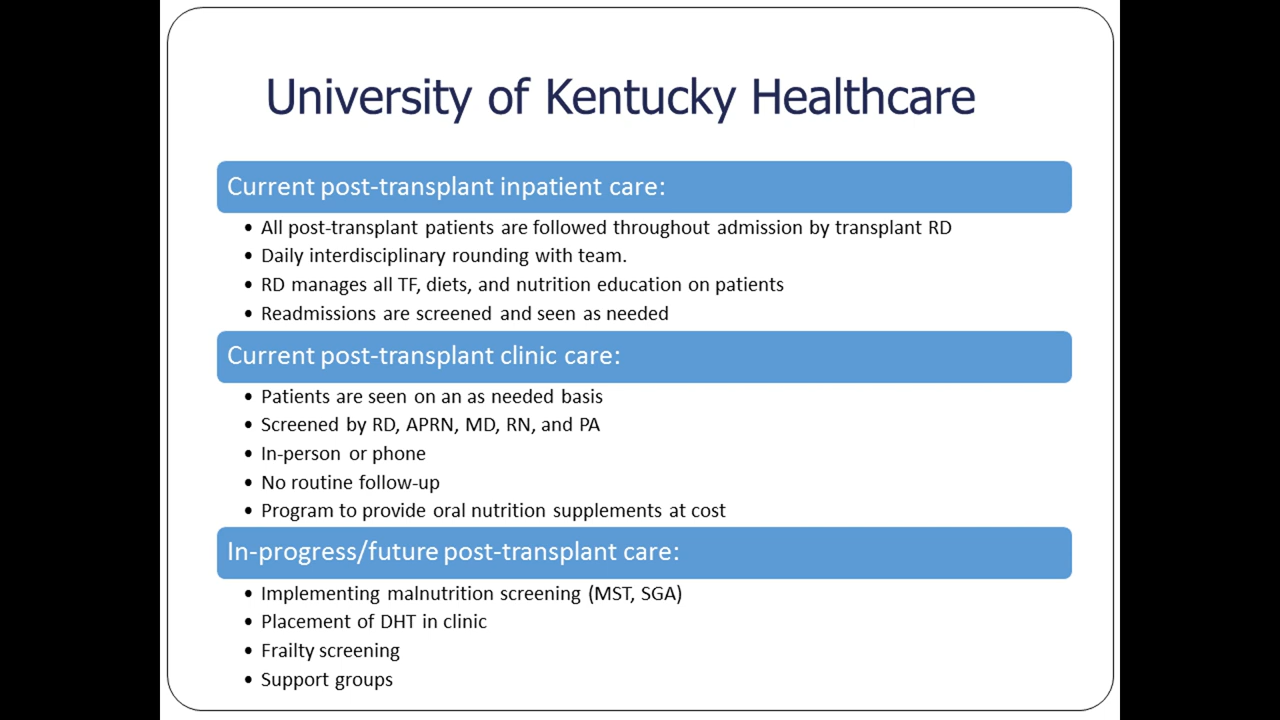 University of Kentucky Healthcare
Current post-transplant inpatient care:
• All post-transplant patients are followed throughout admission by transplant RD
• Daily interdisciplinary rounding with team.
• RD manages all TF, diets, and nutrition education on patients
• Readmissions are screened and seen as needed
Current post-transplant clinic care:
• Patients are seen on an as needed basis
• Screened by RD, APRN, MD, RN, and PA
• In-person or phone
• No routine follow-up
• Program to provide oral nutrition supplements at cost
In-progress/future post-transplant care:
• Implementing malnutrition screening (MST, SGA)
• Placement of DHT in clinic
• Frailty screening
• Support groups